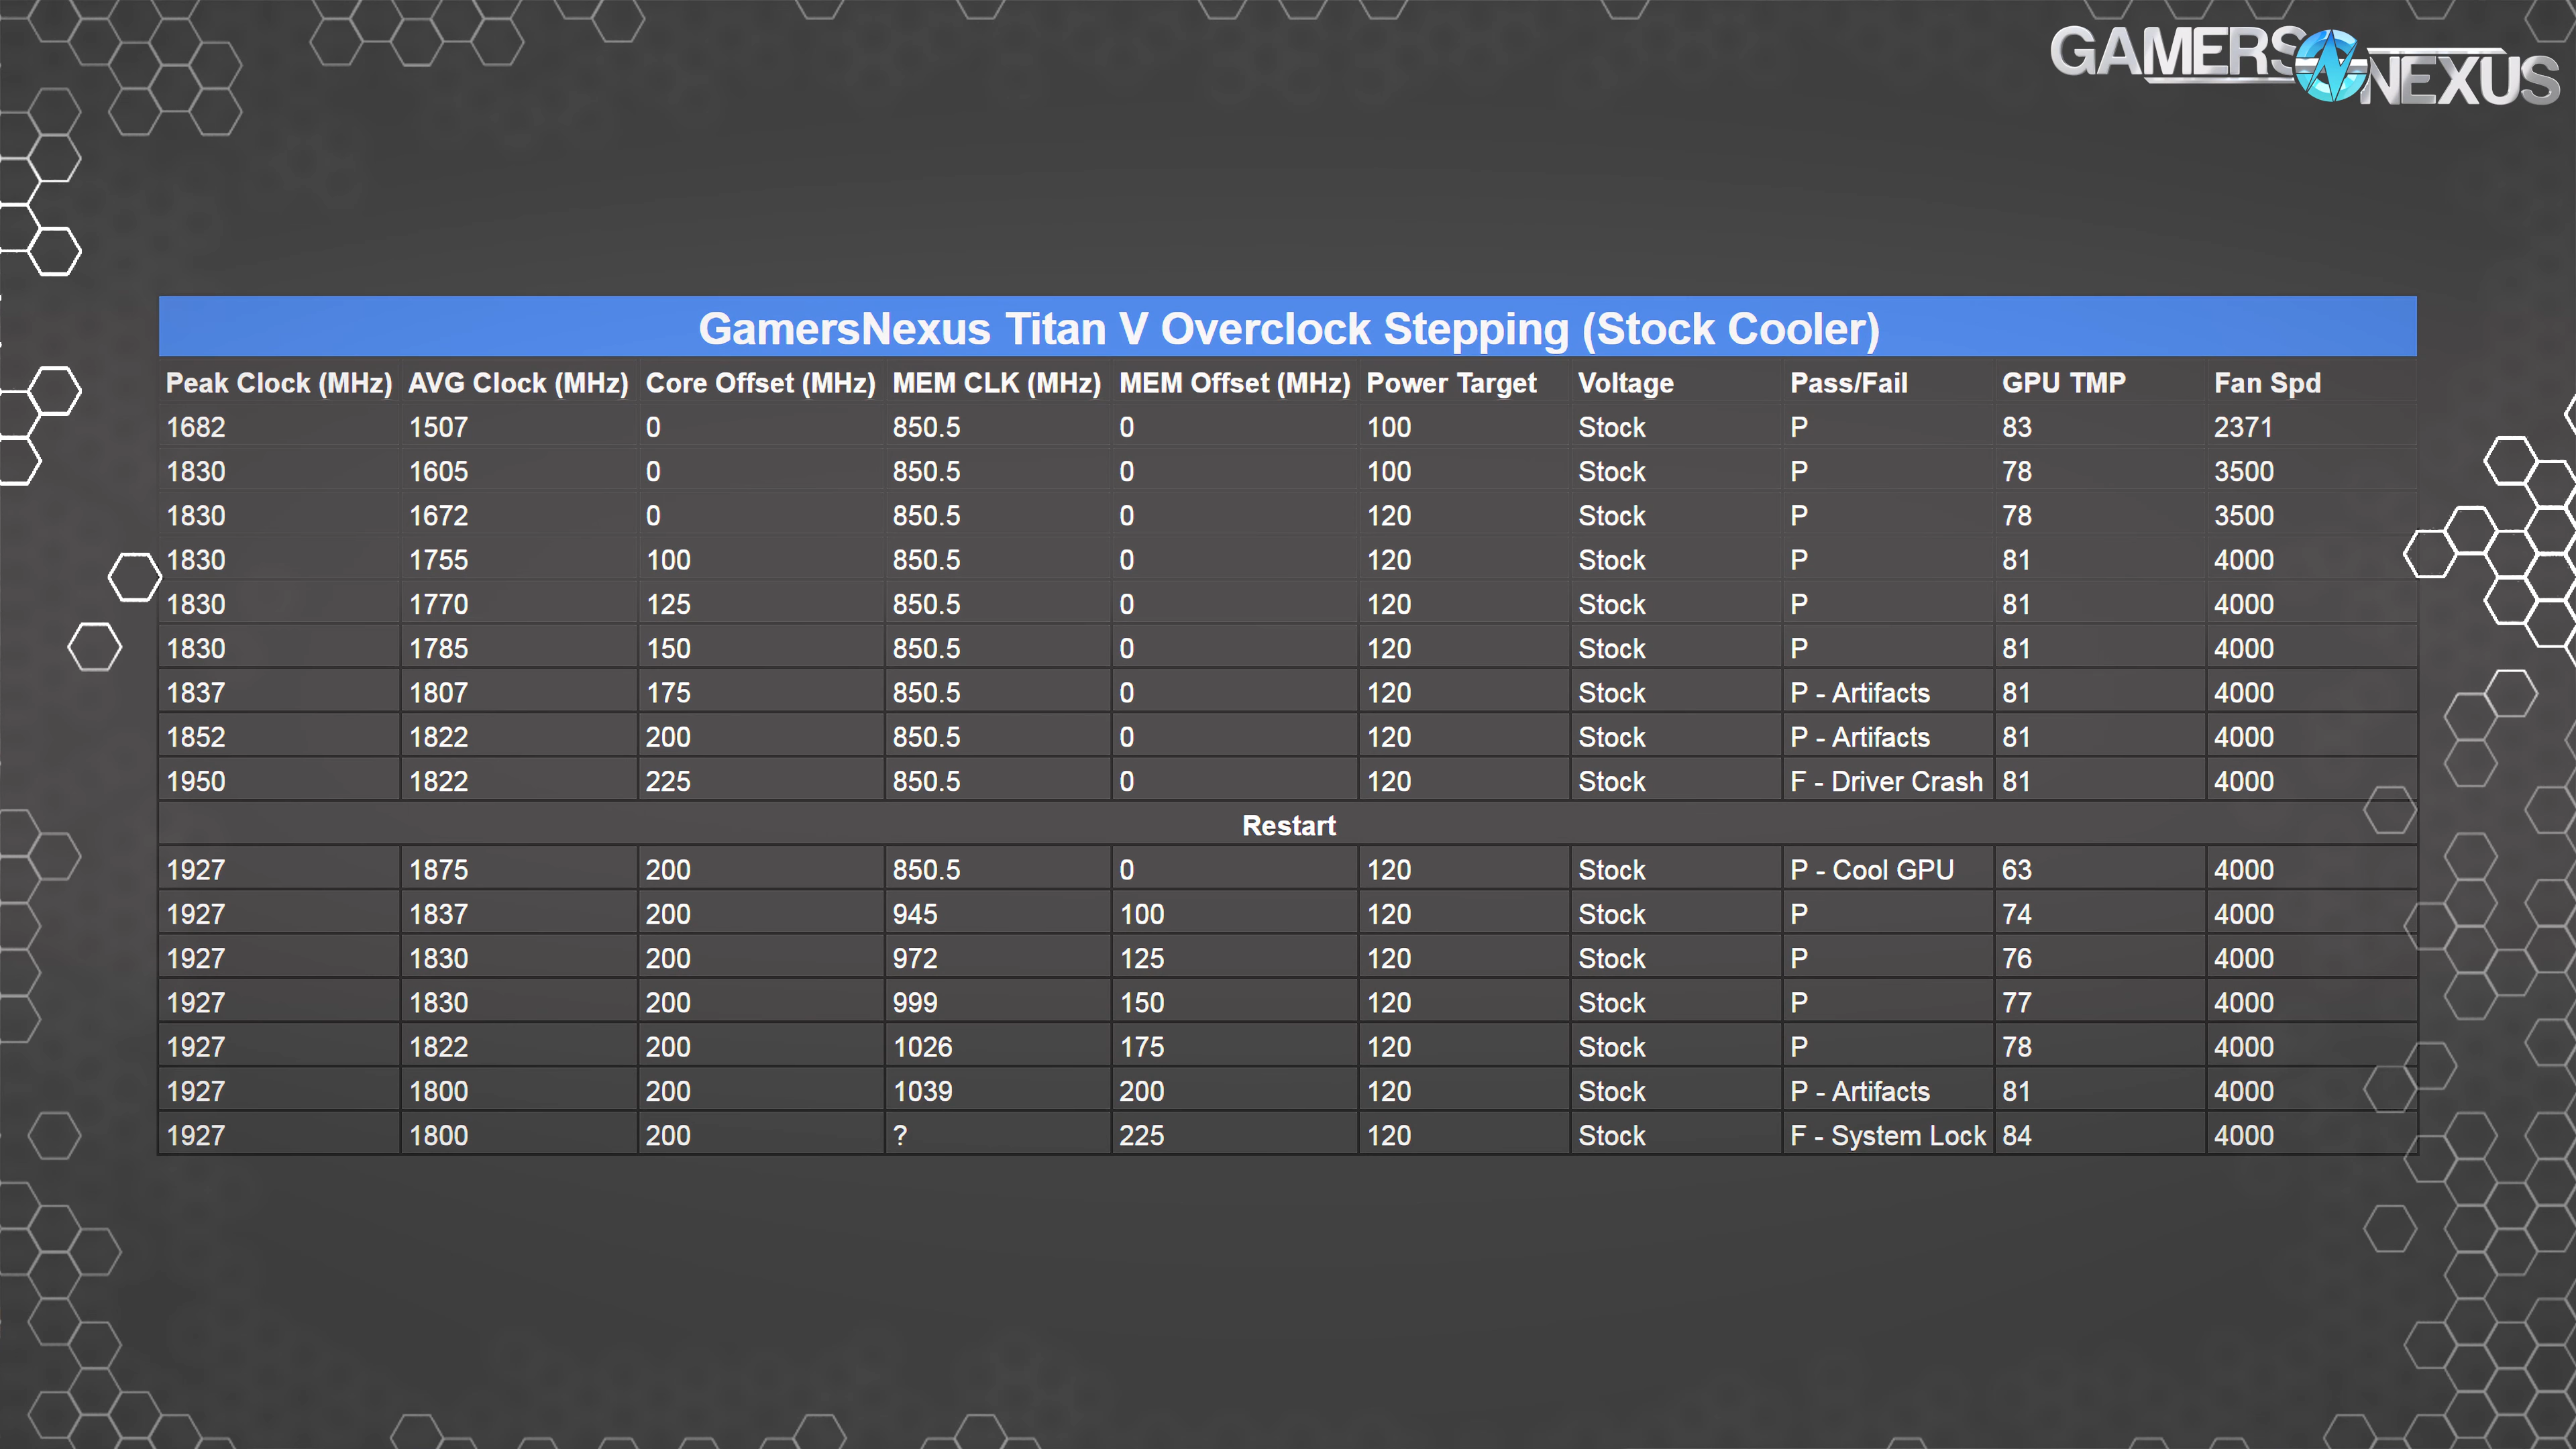 GAMERS NEXUS
GamersNexus Titan V Overclock Stepping (Stock Cooler)
Peak Clock (MHz) AVG Clock (MHz) Core Offset (MHz) MEM CLK (MHz) MEM Offset (MHz) Power Target Voltage Pass/Fail GPU TMP Fan Spd
1682 1507 0 850.5 0 100 Stock P 83 2371
1830 1605 0 850.5 0 100 Stock P 78 3500
1830 1672 0 850.5 0 120 Stock P 78 3500
1830 1755 100 850.5 0 120 Stock P 81 4000
1830 1770 125 850.5 0 120 Stock P 81 4000
1830 1785 150 850.5 0 120 Stock P 81 4000
1837 1807 175 850.5 0 120 Stock P - Artifacts 81 4000
1852 1822 200 850.5 0 120 Stock P - Artifacts 81 4000
1950 1822 225 850.5 0 120 Stock F - Driver Crash 81 4000
Restart
1927 1875 200 850.5 0 120 Stock P - Cool GPU 63 4000
1927 1837 200 945 100 120 Stock P 74 4000
1927 1830 200 972 125 120 Stock P 76 4000
1927 1830 200 999 150 120 Stock P 77 4000
1927 1822 200 1026 175 120 Stock P 78 4000
1927 1800 200 1039 200 120 Stock P - Artifacts 81 4000
1927 1800 200 ? 225 120 Stock F - System Lock 84 4000